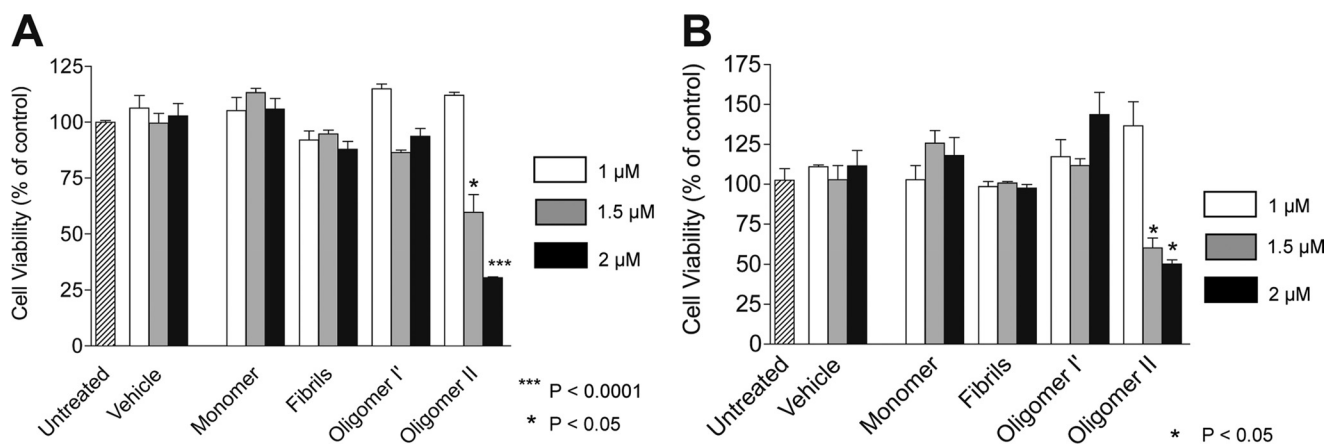 A
Cell Viability (% of control)
125
100
75
50
25
0
*
***
1 µM
1.5 µM
2 µM
Untreated
Vehicle
Monomer
Fibrils
Oligomer I'
Oligomer II
*** P < 0.0001
* P < 0.05
B
Cell Viability (% of control)
175
150
125
100
75
50
25
0
*
*
1 µM
1.5 µM
2 µM
Untreated
Vehicle
Monomer
Fibrils
Oligomer I'
Oligomer II
* P < 0.05